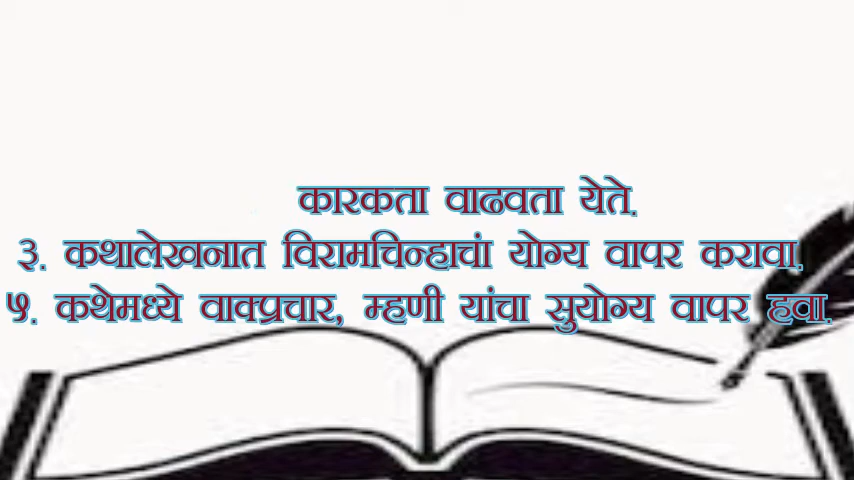 कारकता वाढवता येते.
३. कथालेखनात विरामचिन्हाचां योग्य वापर करावा.
५. कथेमध्ये वाक्प्रचार, म्हणी यांचा सुयोग्य वापर हवा.